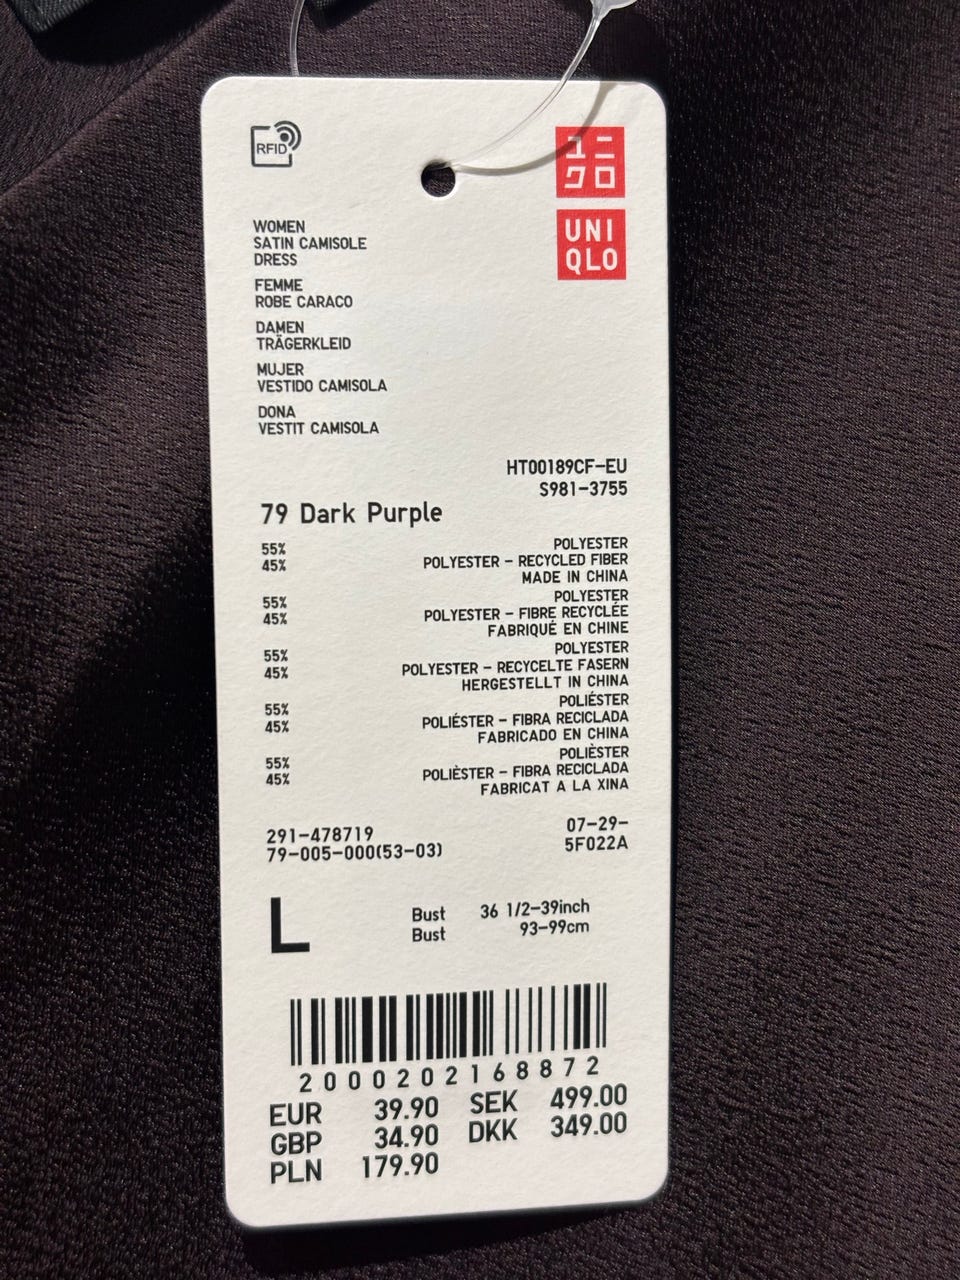 RFID
ユニ
クロ
UNI
QLO
WOMEN
SATIN CAMISOLE
DRESS
FEMME
ROBE CARACO
DAMEN
TRÄGERKLEID
MUJER
VESTIDO CAMISOLA
DONA
VESTIT CAMISOLA
HT00189CF-EU
S981-3755
79 Dark Purple
55% POLYESTER
45% POLYESTER - RECYCLED FIBER
MADE IN CHINA
55% POLYESTER
45% POLYESTER - FIBRE RECYCLÉE
FABRIQUÉ EN CHINE
55% POLYESTER
45% POLYESTER - RECYCELTE FASERN
HERGESTELLT IN CHINA
55% POLIÉSTER
45% POLIÉSTER - FIBRA RECICLADA
FABRICADO EN CHINA
55% POLIÈSTER
45% POLIÈSTER - FIBRA RECICLADA
FABRICAT A LA XINA
291-478719 07-29-
79-005-000(53-03) 5F022A
L Bust 36 1/2-39inch
Bust 93-99cm
2000202168872
EUR 39.90 SEK 499.00
GBP 34.90 DKK 349.00
PLN 179.90